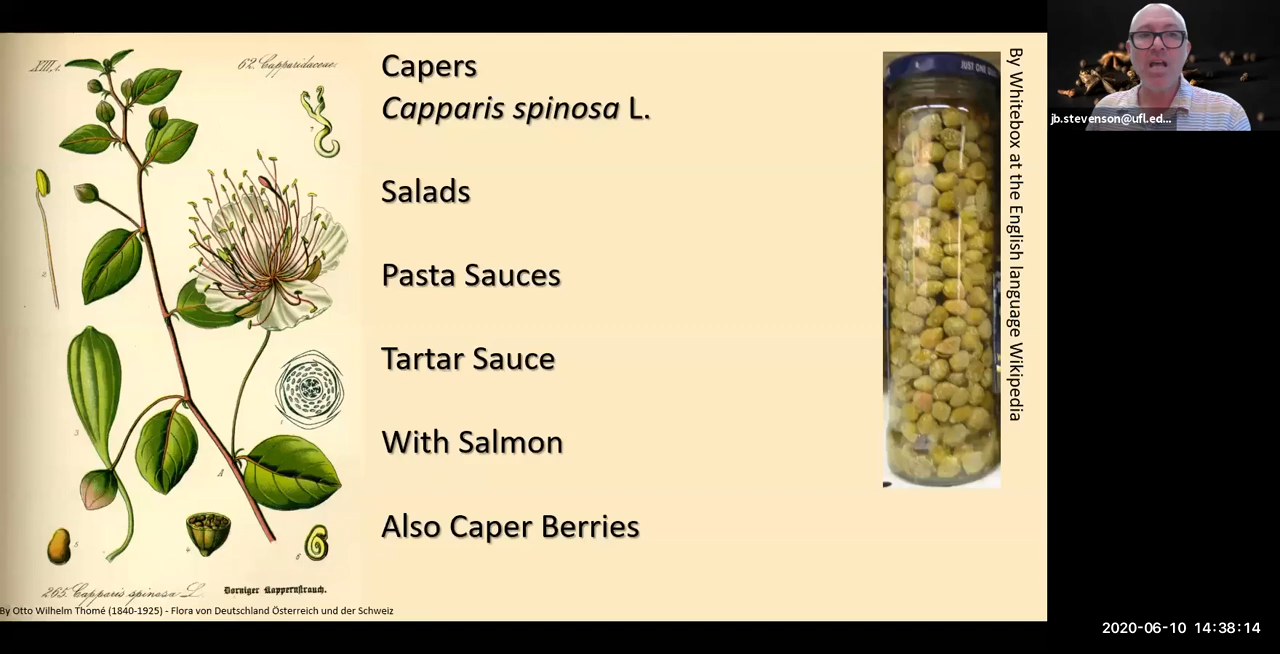 XIII,1.
62. Capparidaceae.
Capers
Capparis spinosa L.
Salads
Pasta Sauces
Tartar Sauce
With Salmon
Also Caper Berries
265. Capparis spinosa L.
Dorniger Kappernstrauch.
By Otto Wilhelm Thomé (1840-1925) - Flora von Deutschland Österreich und der Schweiz
JUST ONE
By Whitebox at the English language Wikipedia
jb.stevenson@ufl.ed...
2020-06-10 14:38:14